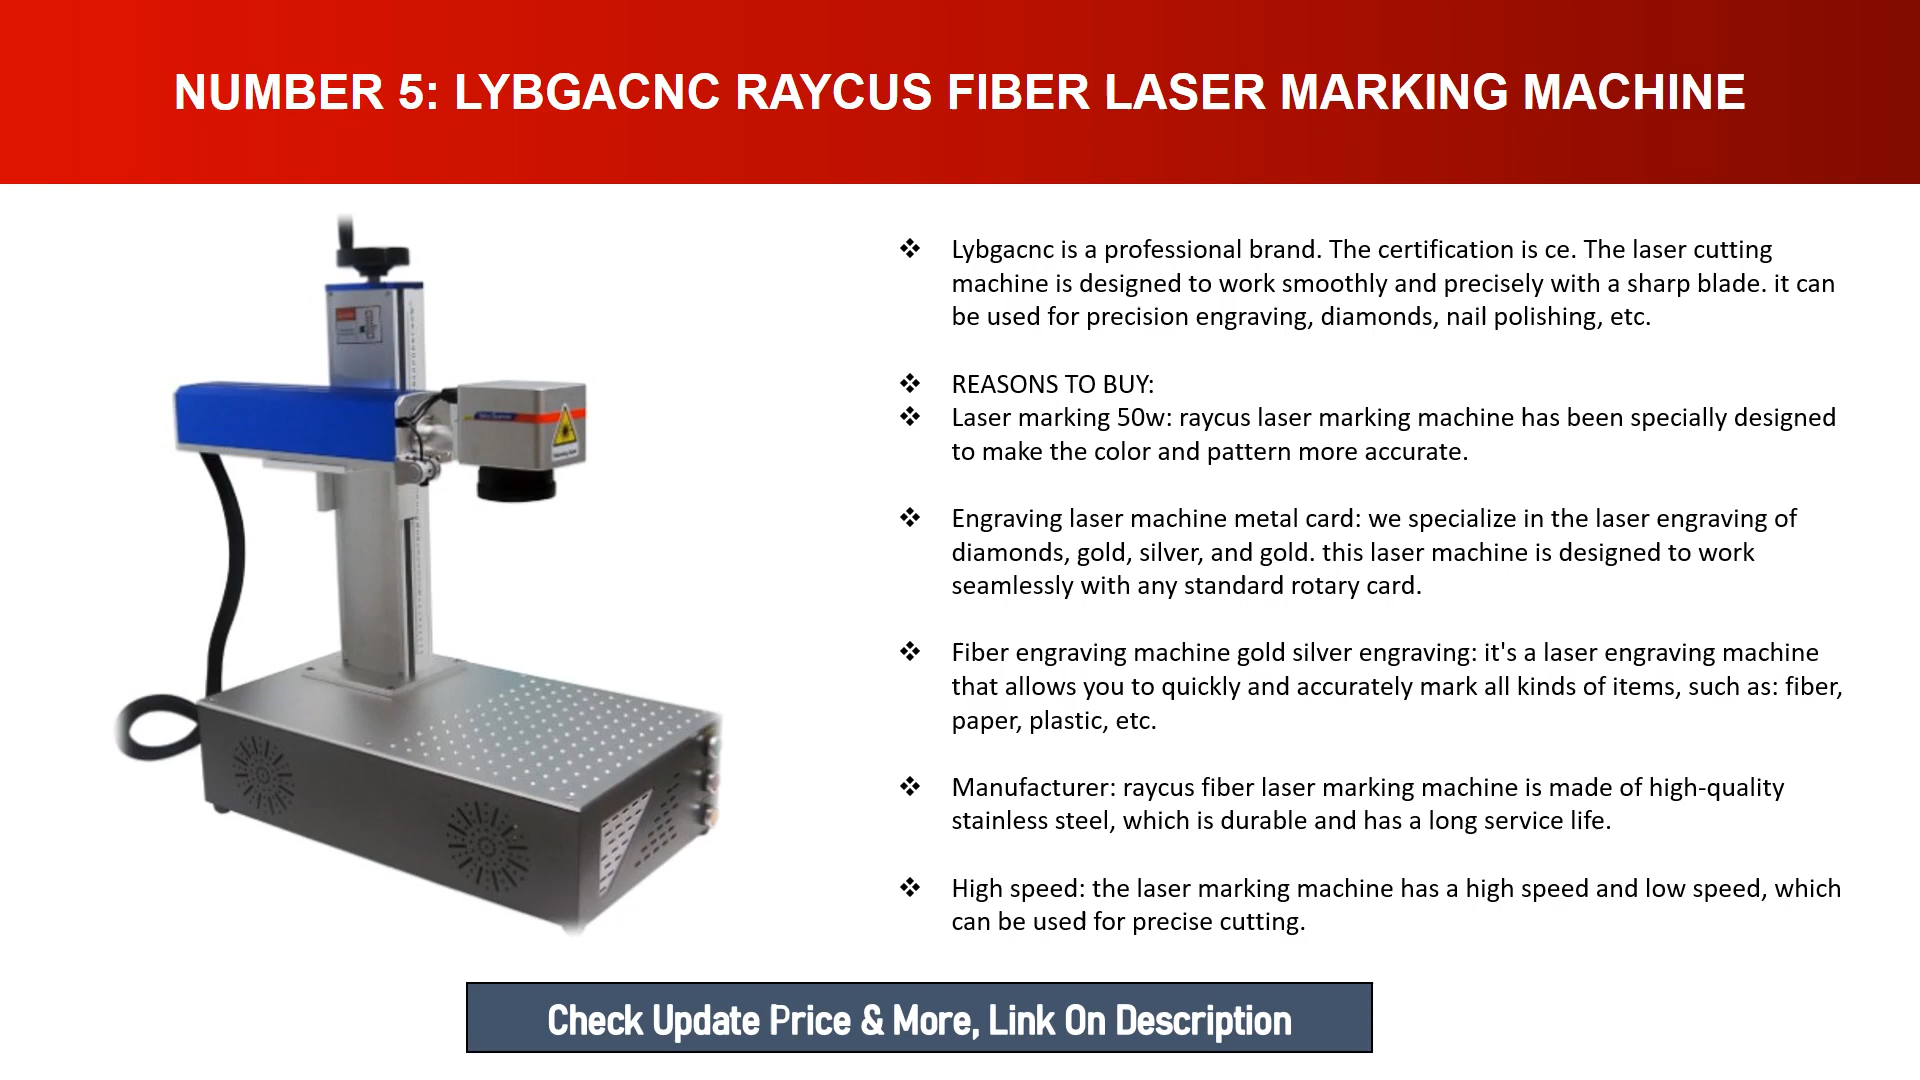 NUMBER 5: LYBGACNC RAYCUS FIBER LASER MARKING MACHINE
Lybgacnc is a professional brand. The certification is ce. The laser cutting
machine is designed to work smoothly and precisely with a sharp blade. it can
be used for precision engraving, diamonds, nail polishing, etc.
REASONS TO BUY:
Laser marking 50w: raycus laser marking machine has been specially designed
to make the color and pattern more accurate.
Engraving laser machine metal card: we specialize in the laser engraving of
diamonds, gold, silver, and gold. this laser machine is designed to work
seamlessly with any standard rotary card.
Fiber engraving machine gold silver engraving: it's a laser engraving machine
that allows you to quickly and accurately mark all kinds of items, such as: fiber,
paper, plastic, etc.
Manufacturer: raycus fiber laser marking machine is made of high-quality
stainless steel, which is durable and has a long service life.
High speed: the laser marking machine has a high speed and low speed, which
can be used for precise cutting.
Check Update Price & More, Link On Description